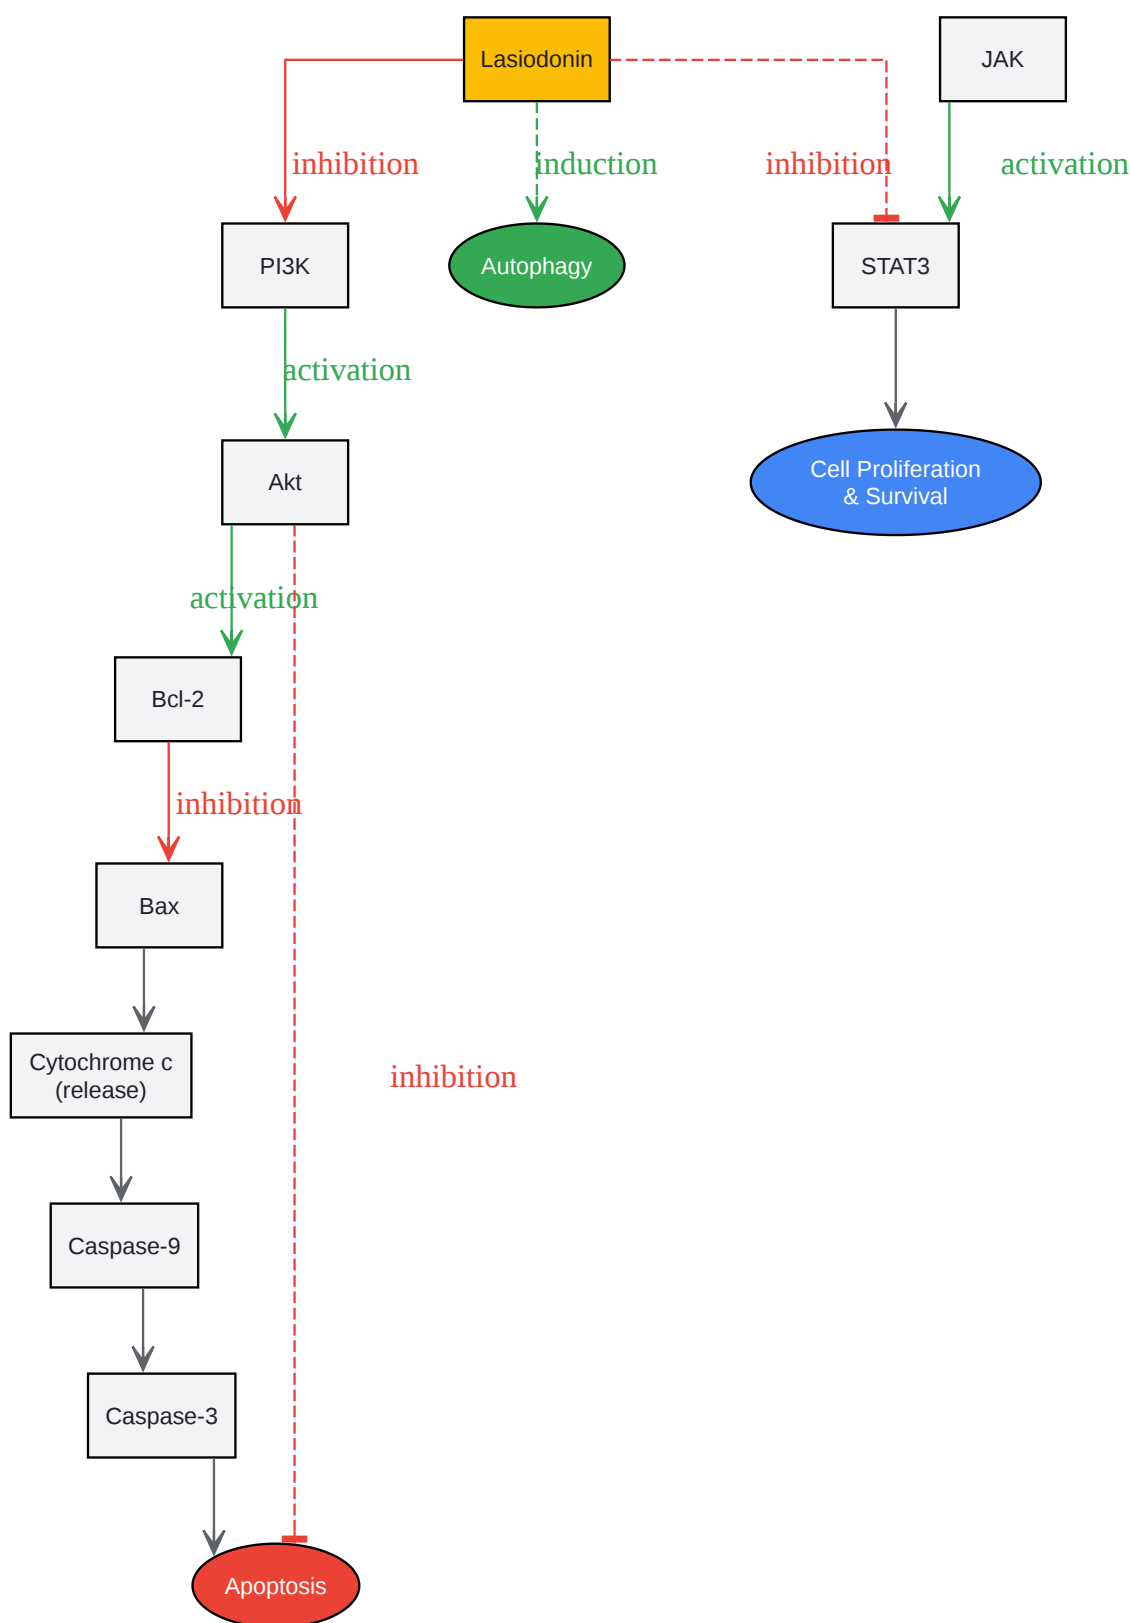 Lasiodonin
JAK
inhibition
induction
inhibition
activation
PI3K
Autophagy
STAT3
activation
Akt
Cell Proliferation
& Survival
activation
Bcl-2
inhibition
Bax
Cytochrome c
(release)
inhibition
Caspase-9
Caspase-3
Apoptosis